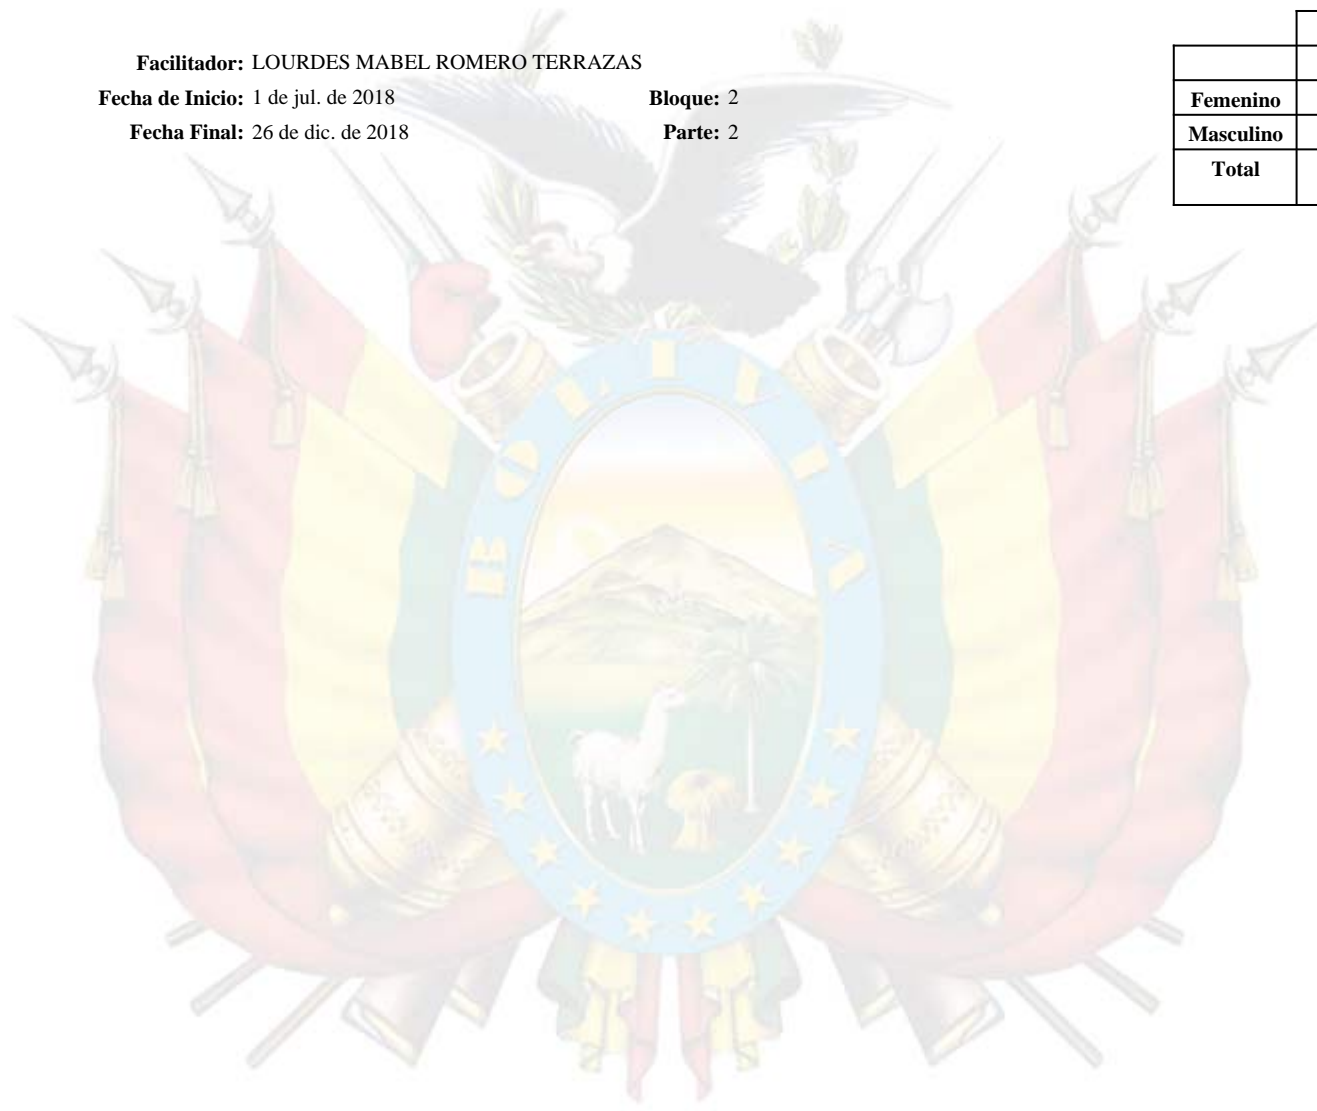 Facilitador: LOURDES MABEL ROMERO TERRAZAS
Fecha de Inicio: 1 de jul. de 2018 Bloque: 2
Fecha Final: 26 de dic. de 2018 Parte: 2
Femenino
Masculino
Total
BOLIVIA